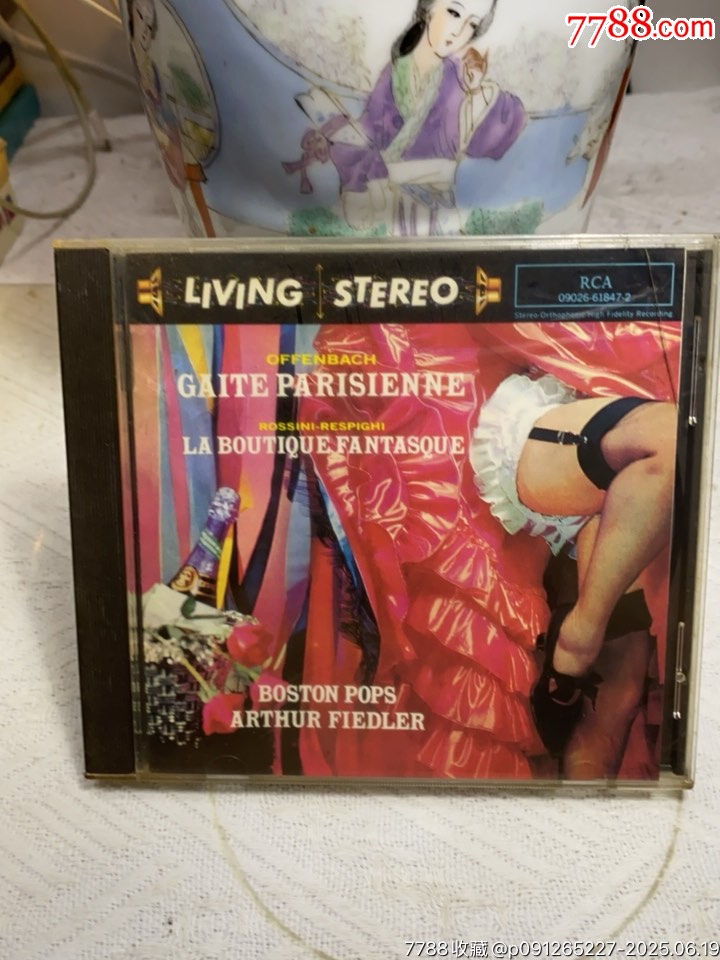 7788.com
LIVING STEREO
RCA
09026-61847-2
Stereo-Orthophonic High Fidelity Recording
OFFENBACH
GAITE PARISIENNE
ROSSINI-RESPIGHI
LA BOUTIQUE FANTASQUE
BOSTON POPS
ARTHUR FIEDLER
7788收藏@p091265227-2025.06.19